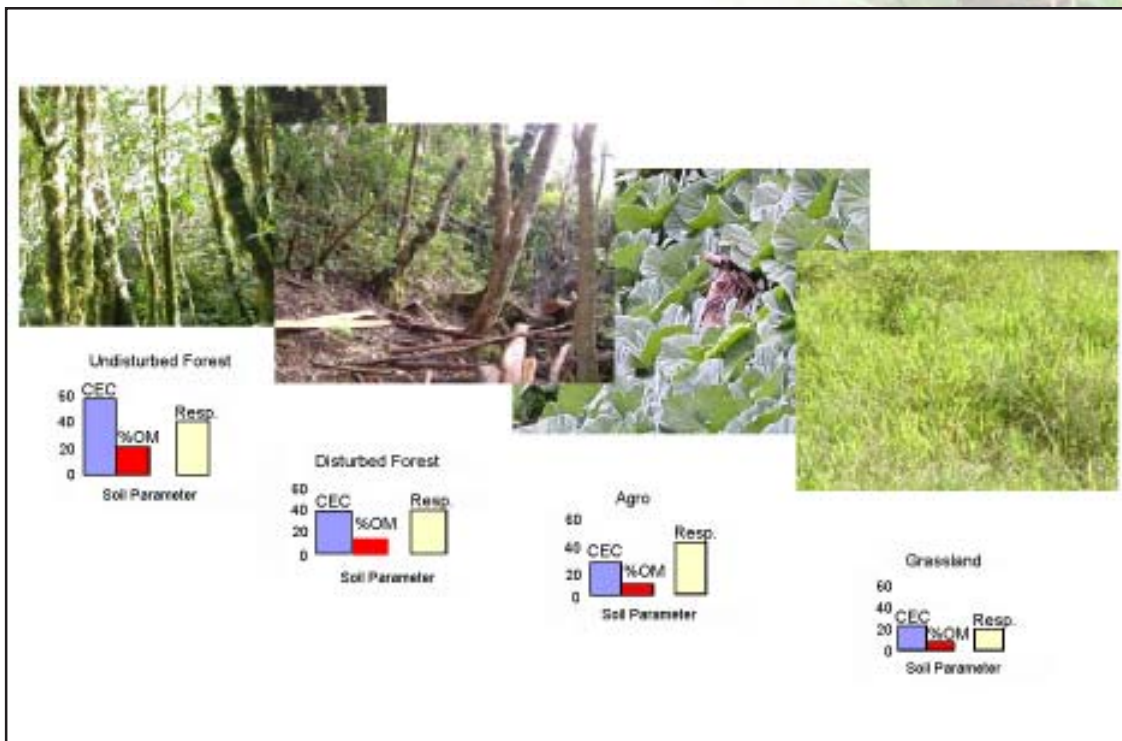 Undisturbed Forest
CEC
60
Resp.
40
%OM
20
0
Soil Parameter
Disturbed Forest
60
CEC
Resp.
40
%OM
20
0
Soil Parameter
Agro
60
Resp.
40
CEC
%OM
20
0
Soil Parameter
Grassland
60
40
CEC
Resp.
20
%OM
0
Soil Parameter